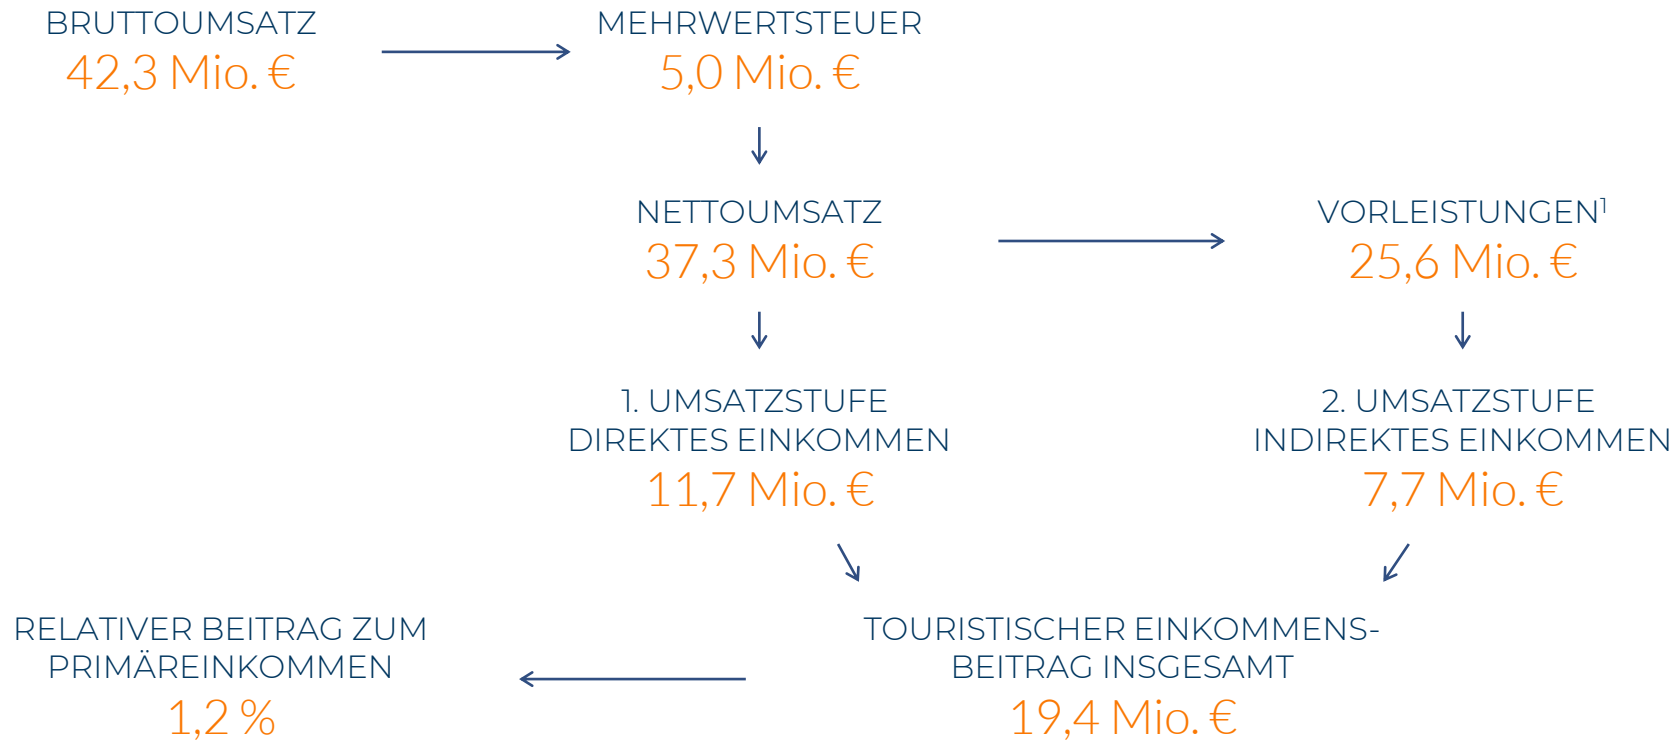 BRUTTOUMSATZ
42,3 Mio. €
MEHRWERTSTEUER
5,0 Mio. €
NETTOUMSATZ
37,3 Mio. €
VORLEISTUNGEN¹
25,6 Mio. €
1. UMSATZSTUFE
DIREKTES EINKOMMEN
11,7 Mio. €
2. UMSATZSTUFE
INDIREKTES EINKOMMEN
7,7 Mio. €
RELATIVER BEITRAG ZUM
PRIMÄREINKOMMEN
1,2 %
TOURISTISCHER EINKOMMENS-
BEITRAG INSGESAMT
19,4 Mio. €